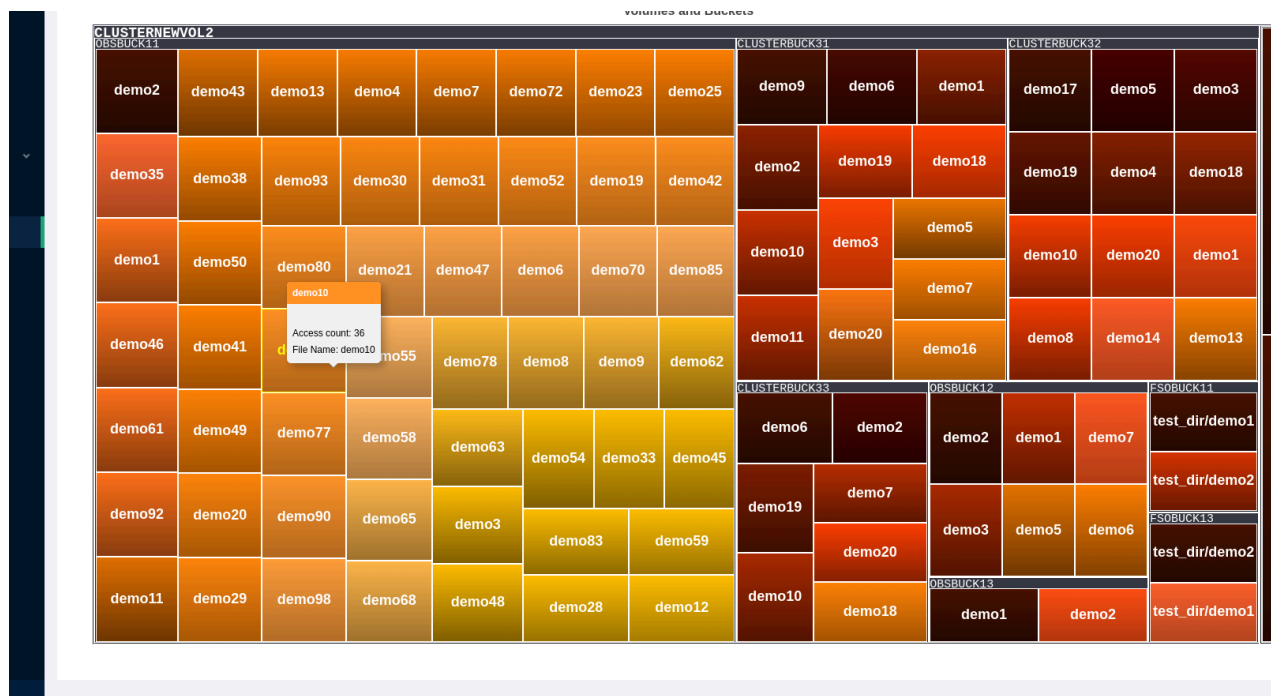 Volumes and Buckets
CLUSTERNEWVOL2
OBSBUCK11
demo2 demo43 demo13 demo4 demo7 demo72 demo23 demo25
demo35 demo38 demo93 demo30 demo31 demo52 demo19 demo42
demo1 demo50 demo80 demo21 demo47 demo6 demo70 demo85
demo10
Access count: 36
File Name: demo10
demo46 demo41 demo78 demo8 demo9 demo62
demo61 demo49 demo77 demo58 demo63 demo54 demo33 demo45
demo92 demo20 demo90 demo65 demo3 demo83 demo59
demo11 demo29 demo98 demo68 demo48 demo28 demo12
CLUSTERBUCK31
demo9 demo6 demo1
demo2 demo19 demo18
demo10 demo3 demo5
demo7
demo11 demo20 demo16
CLUSTERBUCK32
demo17 demo5 demo3
demo19 demo4 demo18
demo10 demo20 demo1
demo8 demo14 demo13
CLUSTERBUCK33
demo6 demo2
demo19 demo7
demo20
demo10 demo18
OBSBUCK12
demo2 demo1 demo7
demo3 demo5 demo6
OBSBUCK13
demo1 demo2
FSOBUCK11
test_dir/demo1
test_dir/demo2
FSOBUCK13
test_dir/demo2
test_dir/demo1